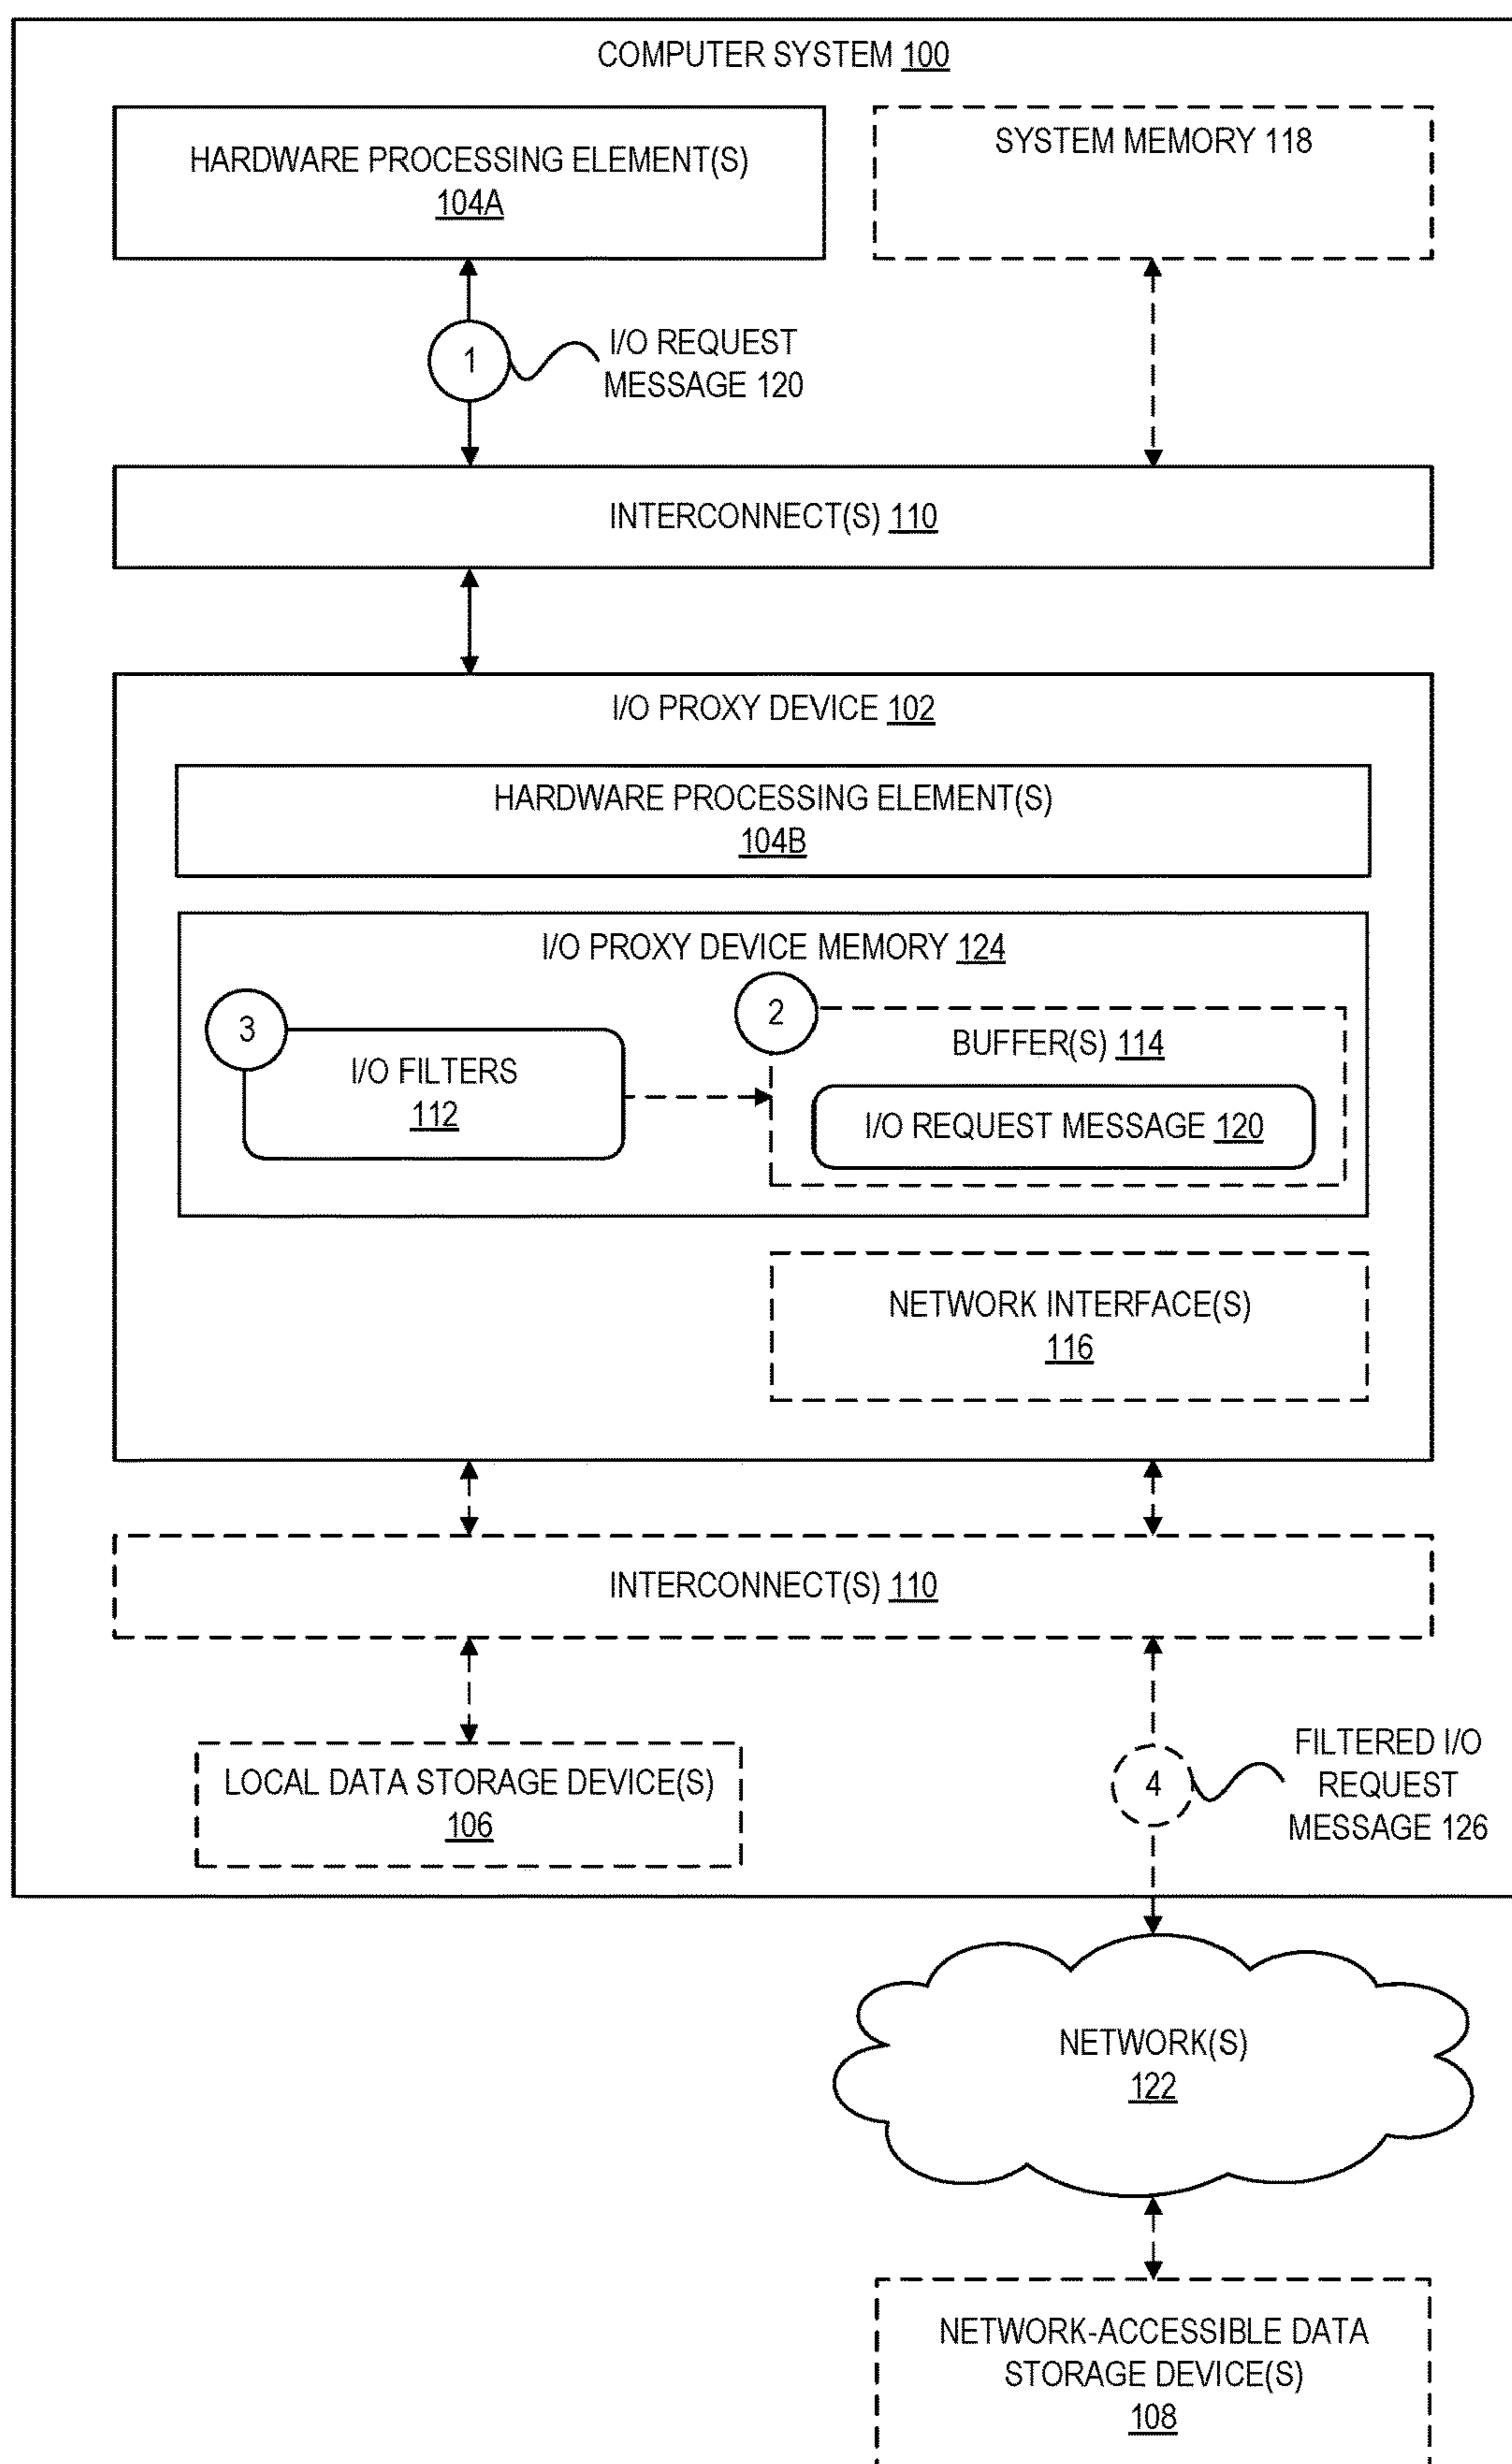 COMPUTER SYSTEM 100
HARDWARE PROCESSING ELEMENT(S)
104A
SYSTEM MEMORY 118
1
I/O REQUEST
MESSAGE 120
INTERCONNECT(S) 110
I/O PROXY DEVICE 102
HARDWARE PROCESSING ELEMENT(S)
104B
I/O PROXY DEVICE MEMORY 124
3
I/O FILTERS
112
2
BUFFER(S) 114
I/O REQUEST MESSAGE 120
NETWORK INTERFACE(S)
116
INTERCONNECT(S) 110
LOCAL DATA STORAGE DEVICE(S)
106
4
FILTERED I/O
REQUEST
MESSAGE 126
NETWORK(S)
122
NETWORK-ACCESSIBLE DATA
STORAGE DEVICE(S)
108